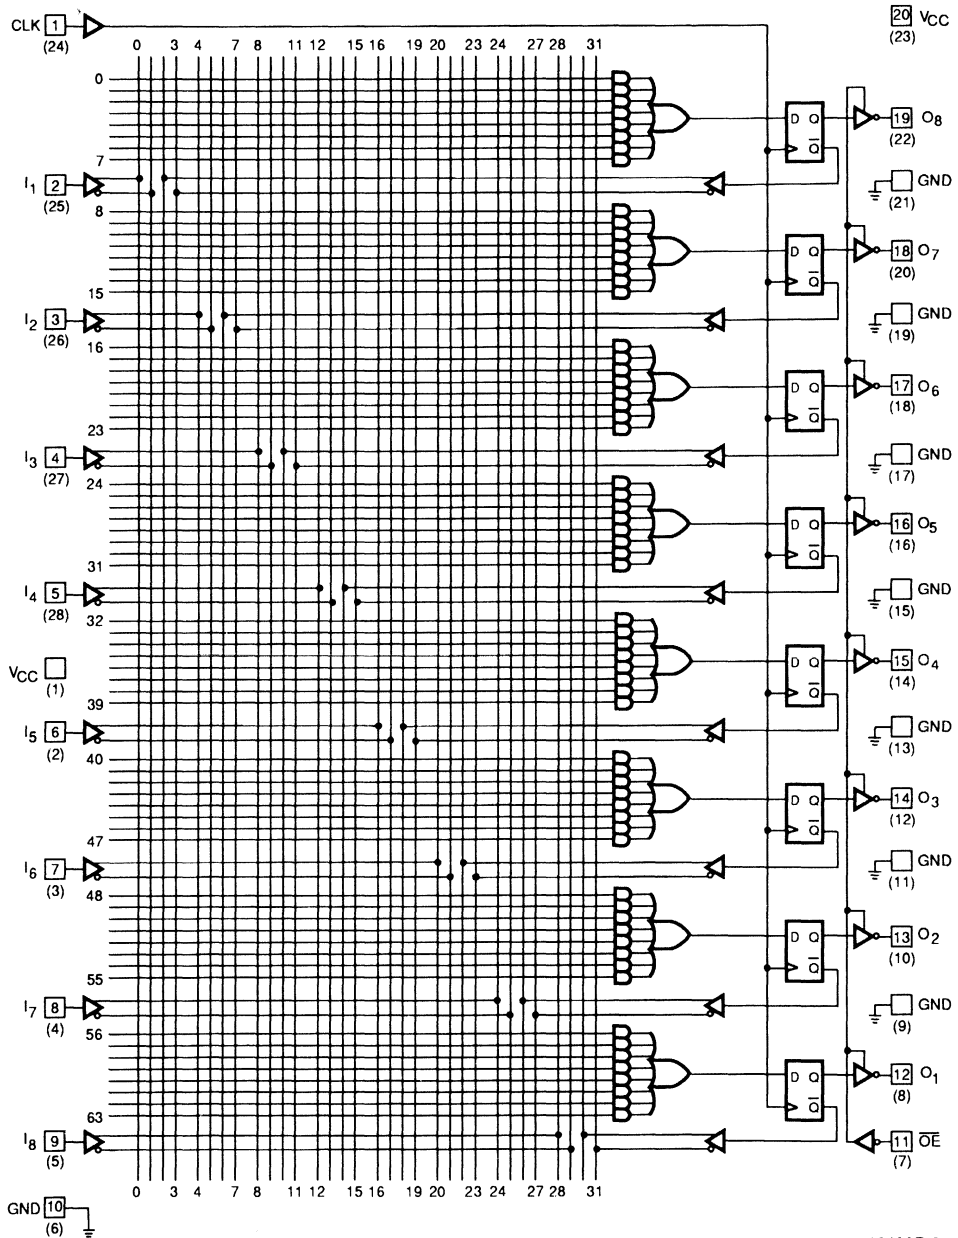 CLK 1 20 VCC
(24) (23)
0 3 4 7 8 11 12 15 16 19 20 23 24 27 28 31
0
D Q 19 O8
Q (22)
7
I1 2 GND
(25) (21)
8
D Q 18 O7
Q (20)
15
I2 3 GND
(26) (19)
16
D Q 17 O6
Q (18)
23
I3 4 GND
(27) (17)
24
D Q 16 O5
Q (16)
31
I4 5 GND
(28) (15)
32
D Q 15 O4
VCC Q (14)
(1)
39
I5 6 GND
(2) (13)
40
D Q 14 O3
Q (12)
47
I6 7 GND
(3) (11)
48
D Q 13 O2
Q (10)
55
I7 8 GND
(4) (9)
56
D Q 12 O1
Q (8)
63
I8 9 11 OE
(5) (7)
0 3 4 7 8 11 12 15 16 19 20 23 24 27 28 31
GND 10
(6)